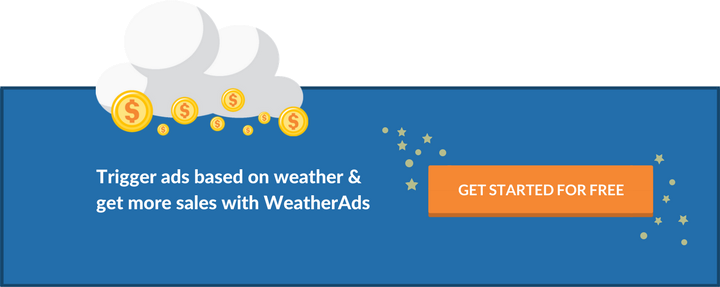 Trigger ads based on weather &
get more sales with WeatherAds
GET STARTED FOR FREE